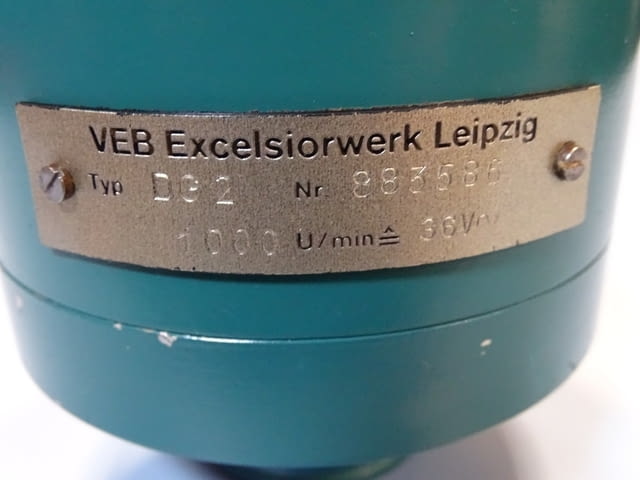 VEB Excelsiorwerk Leipzig
Typ DG2 Nr. 883586
1000 U/min ≙ 36V~